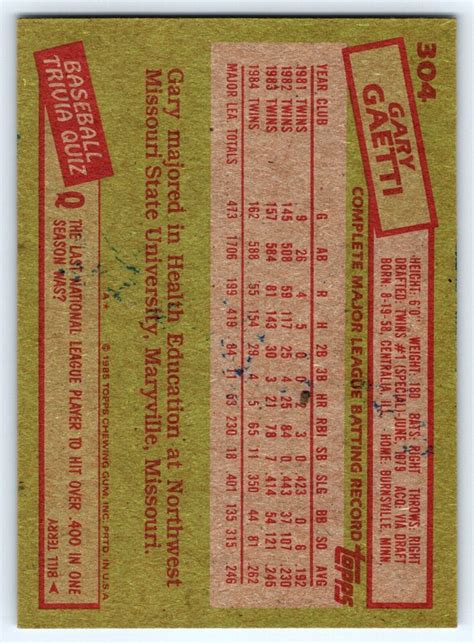 304
GARY
GAETTI
HEIGHT: 6'0" WEIGHT: 180 BATS: RIGHT THROWS: RIGHT
DRAFTED: TWINS #1 (SPECIAL)-JUNE, 1979 ACQ: VIA DRAFT
BORN: 8-19-58, CENTRALIA, ILL. HOME: BURNSVILLE, MINN.
COMPLETE MAJOR LEAGUE BATTING RECORD topps
YEAR CLUB G AB R H 2B 3B HR RBI SB SLG BB SO AVG
1981 TWINS 9 26 4 5 0 0 2 3 0 423 0 6 192
1982 TWINS 145 508 59 117 25 4 25 84 0 443 37 107 230
1983 TWINS 157 584 81 143 30 3 21 78 7 414 54 121 245
1984 TWINS 162 588 55 154 29 4 5 65 11 350 44 81 262
MAJOR LEA. TOTALS 473 1706 199 419 84 11 53 230 18 401 135 315 246
Gary majored in Health Education at Northwest
Missouri State University, Maryville, Missouri.
A* © 1985 TOPPS CHEWING GUM, INC. PRTD. IN U.S.A.
BASEBALL
TRIVIA QUIZ
Q THE LAST NATIONAL LEAGUE PLAYER TO HIT OVER .400 IN ONE
SEASON WAS?
BILL TERRY